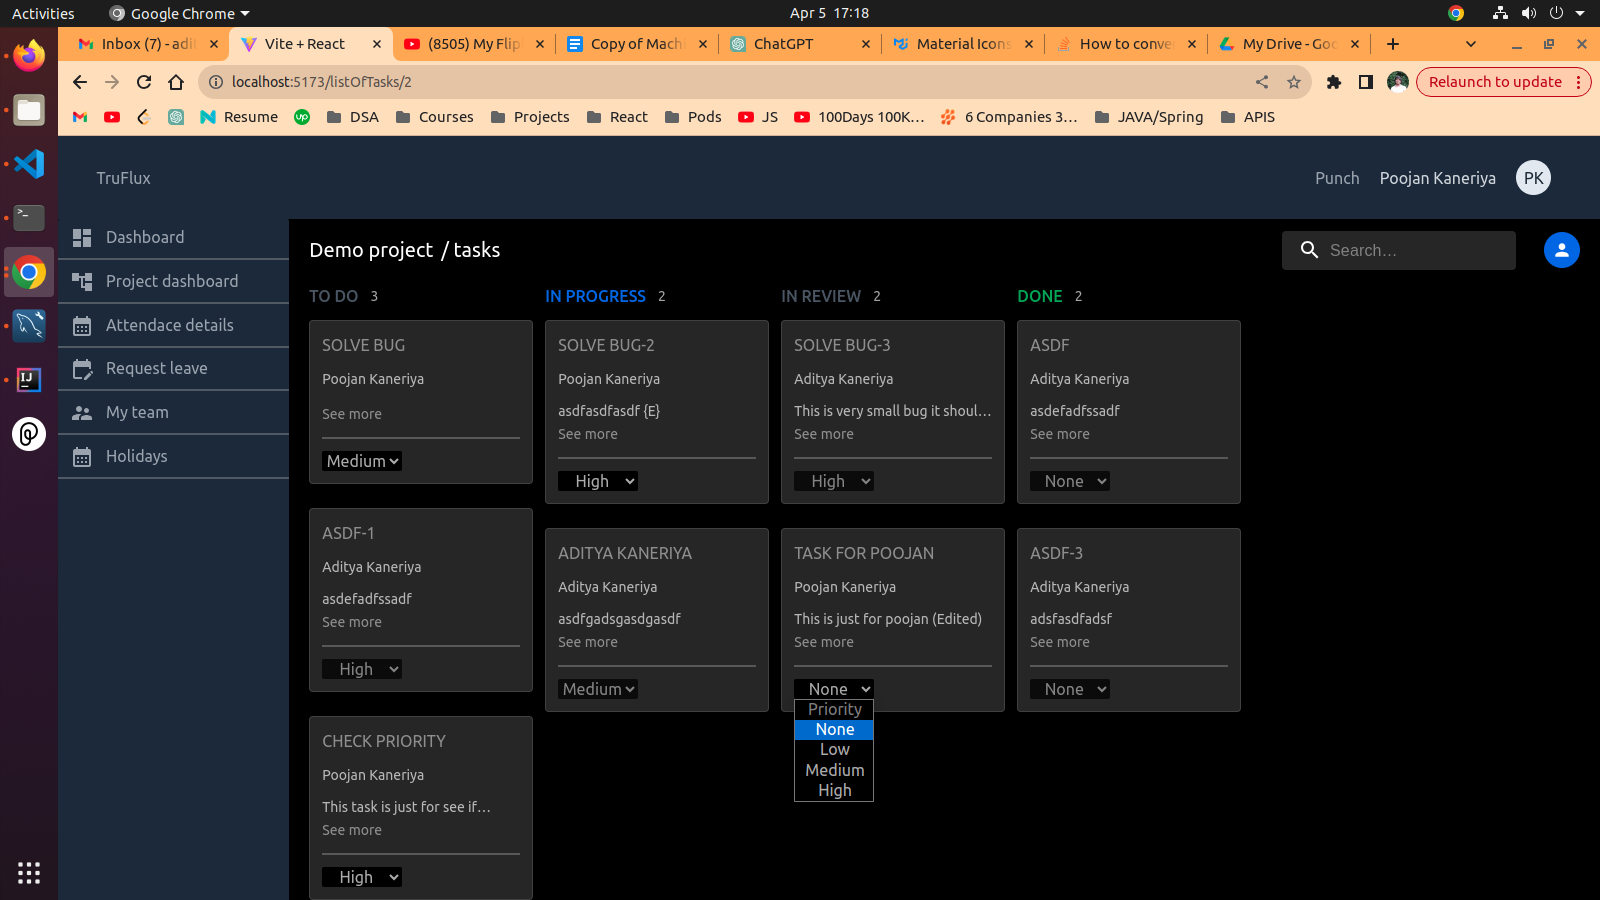 Activities Google Chrome Apr 5 17:18
Inbox (7) - adi Vite + React (8505) My Flip Copy of Mach ChatGPT Material Icons How to conve My Drive - Goo
localhost:5173/listOfTasks/2 Relaunch to update
Resume up DSA Courses Projects React Pods JS 100Days 100K... 6 Companies 3... JAVA/Spring APIS
TruFlux Punch Poojan Kaneriya PK
Dashboard
Project dashboard
Attendace details
Request leave
My team
Holidays
Demo project / tasks Search...
TO DO 3
SOLVE BUG
Poojan Kaneriya
See more
Medium
ASDF-1
Aditya Kaneriya
asdefadfssadf
See more
High
CHECK PRIORITY
Poojan Kaneriya
This task is just for see if...
See more
High
IN PROGRESS 2
SOLVE BUG-2
Poojan Kaneriya
asdfasdfasdf {E}
See more
High
ADITYA KANERIYA
Aditya Kaneriya
asdfgadsgasdgasdf
See more
Medium
IN REVIEW 2
SOLVE BUG-3
Aditya Kaneriya
This is very small bug it shoul...
See more
High
TASK FOR POOJAN
Poojan Kaneriya
This is just for poojan (Edited)
See more
None
Priority
None
Low
Medium
High
DONE 2
ASDF
Aditya Kaneriya
asdefadfssadf
See more
None
ASDF-3
Aditya Kaneriya
adsfasdfadsf
See more
None